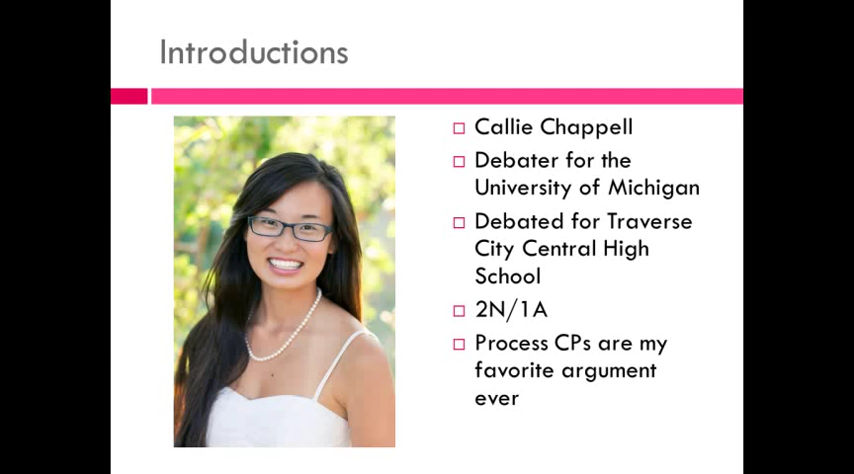 Introductions
Callie Chappell
Debater for the
University of Michigan
Debated for Traverse
City Central High
School
2N/1A
Process CPs are my
favorite argument
ever